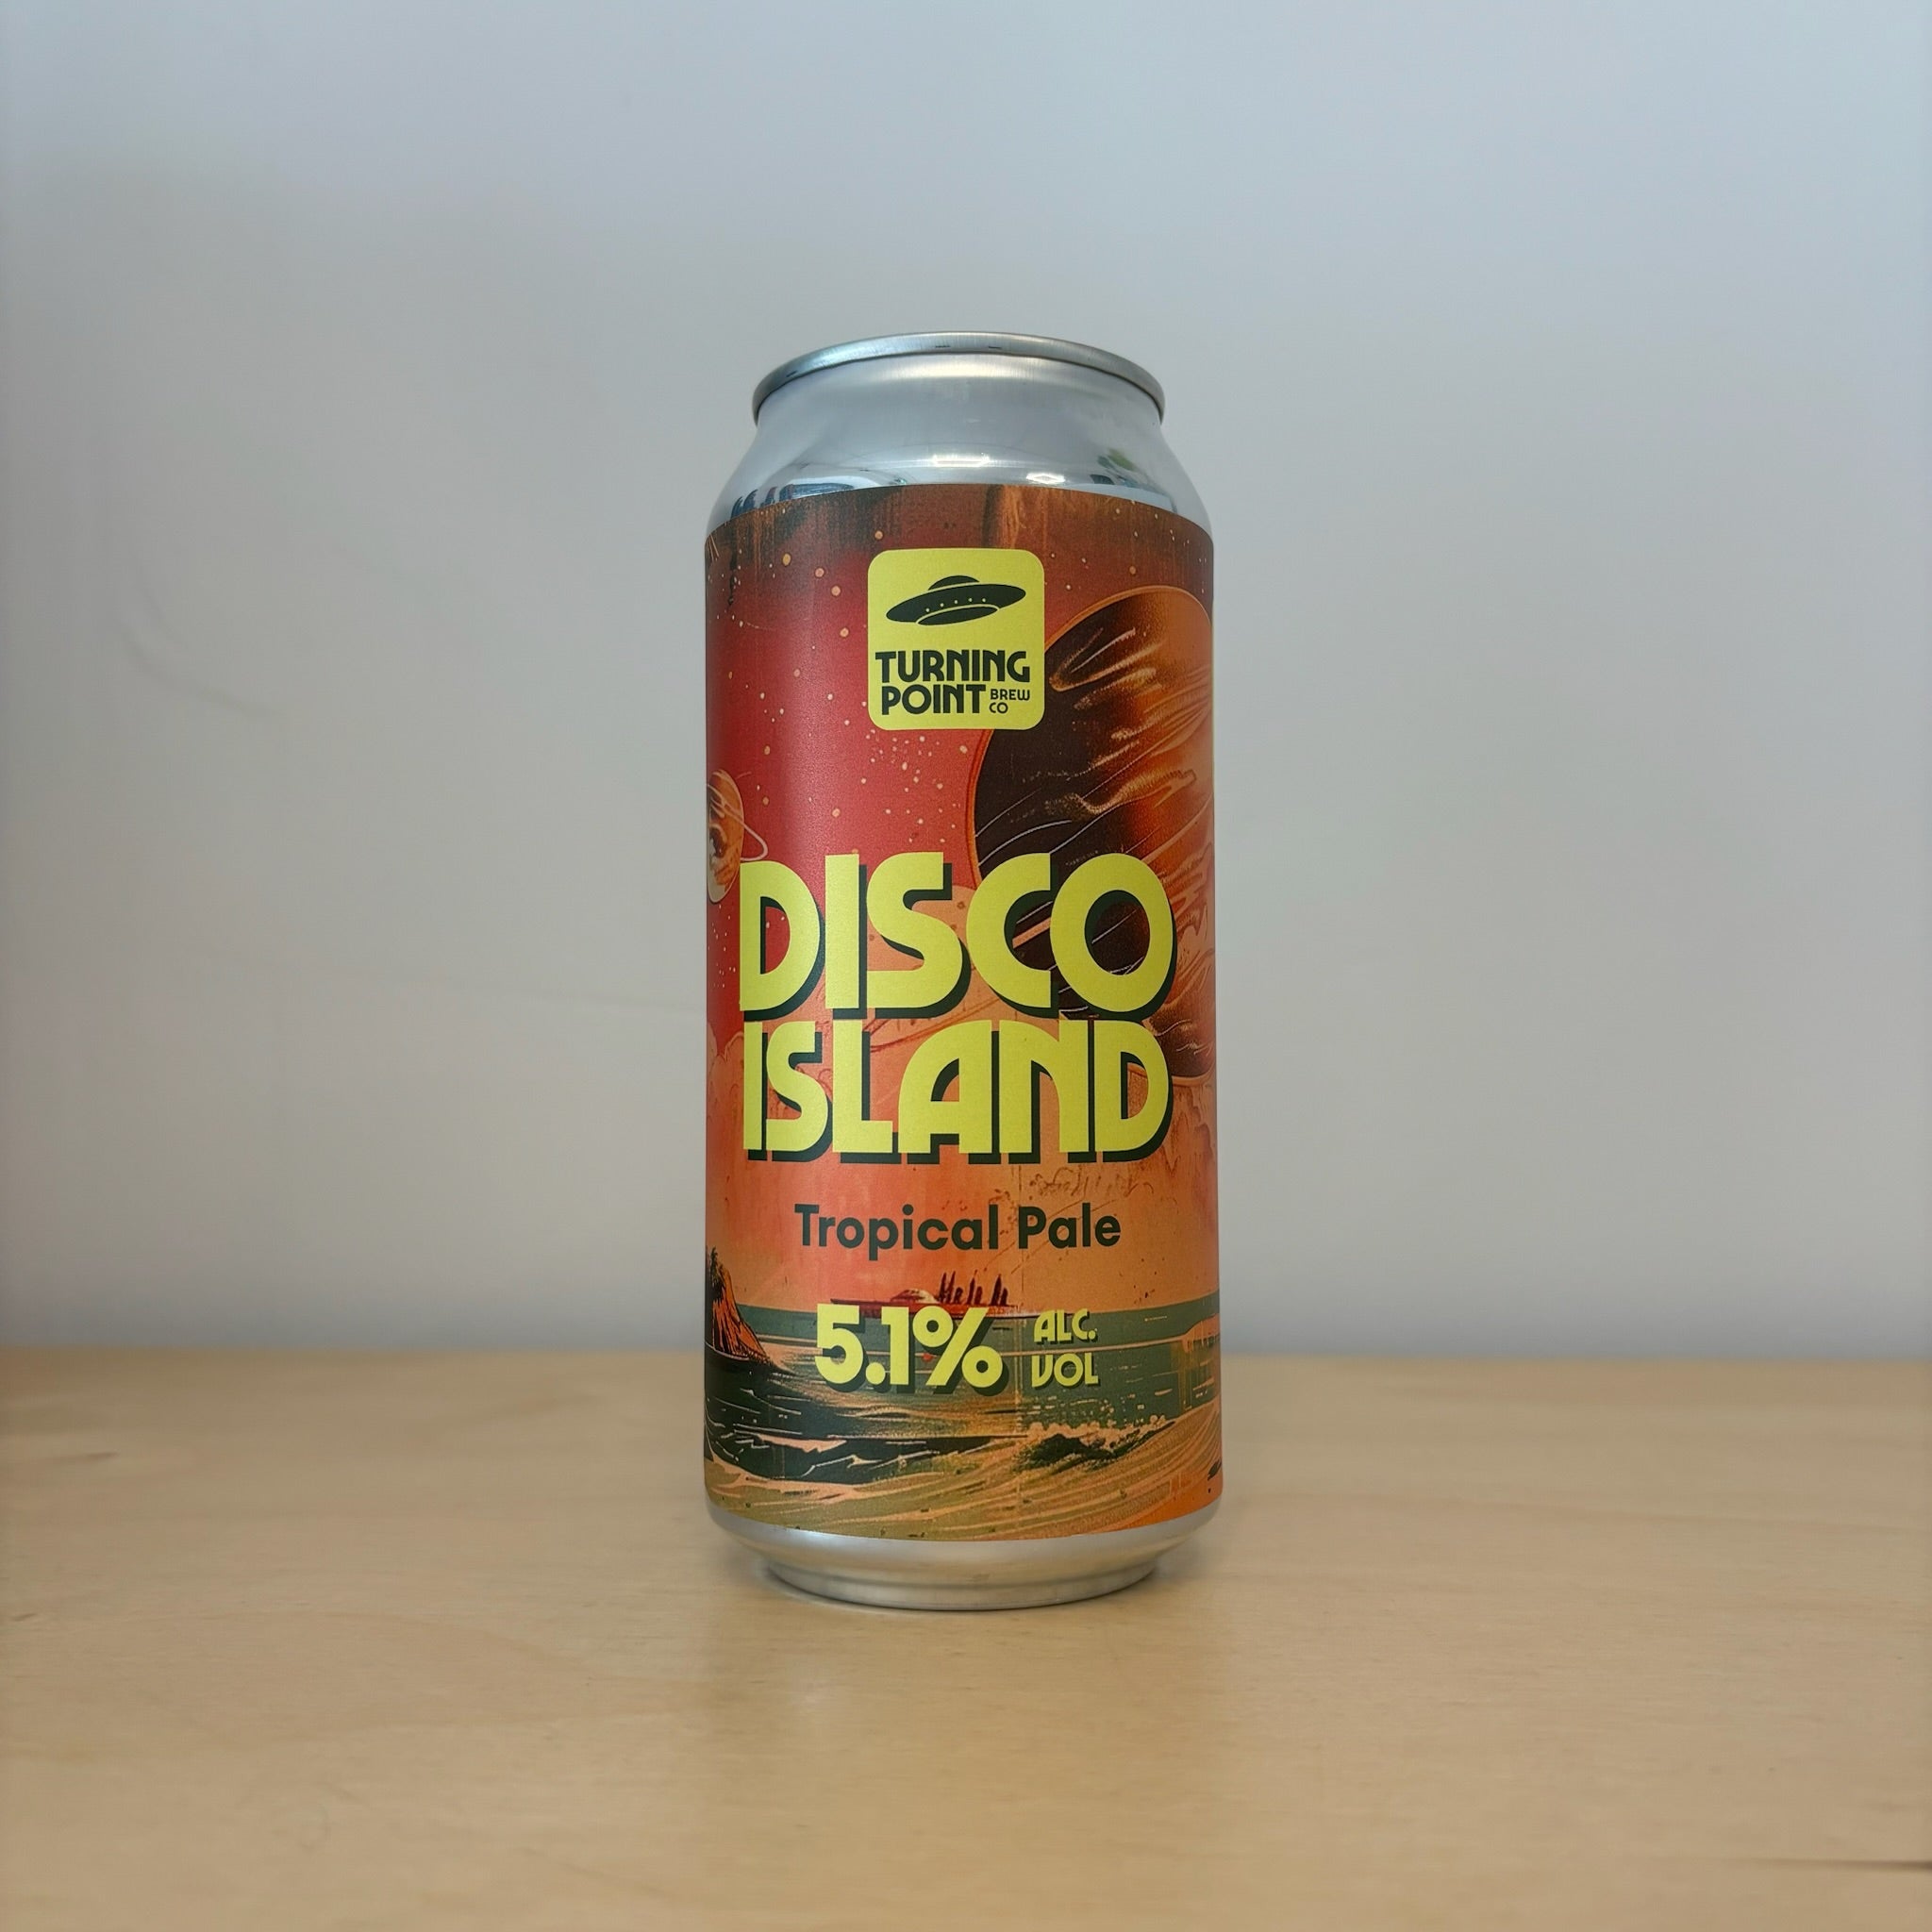 TURNING
POINT BREW CO
DISCO
ISLAND
Tropical Pale
5.1% ALC. VOL